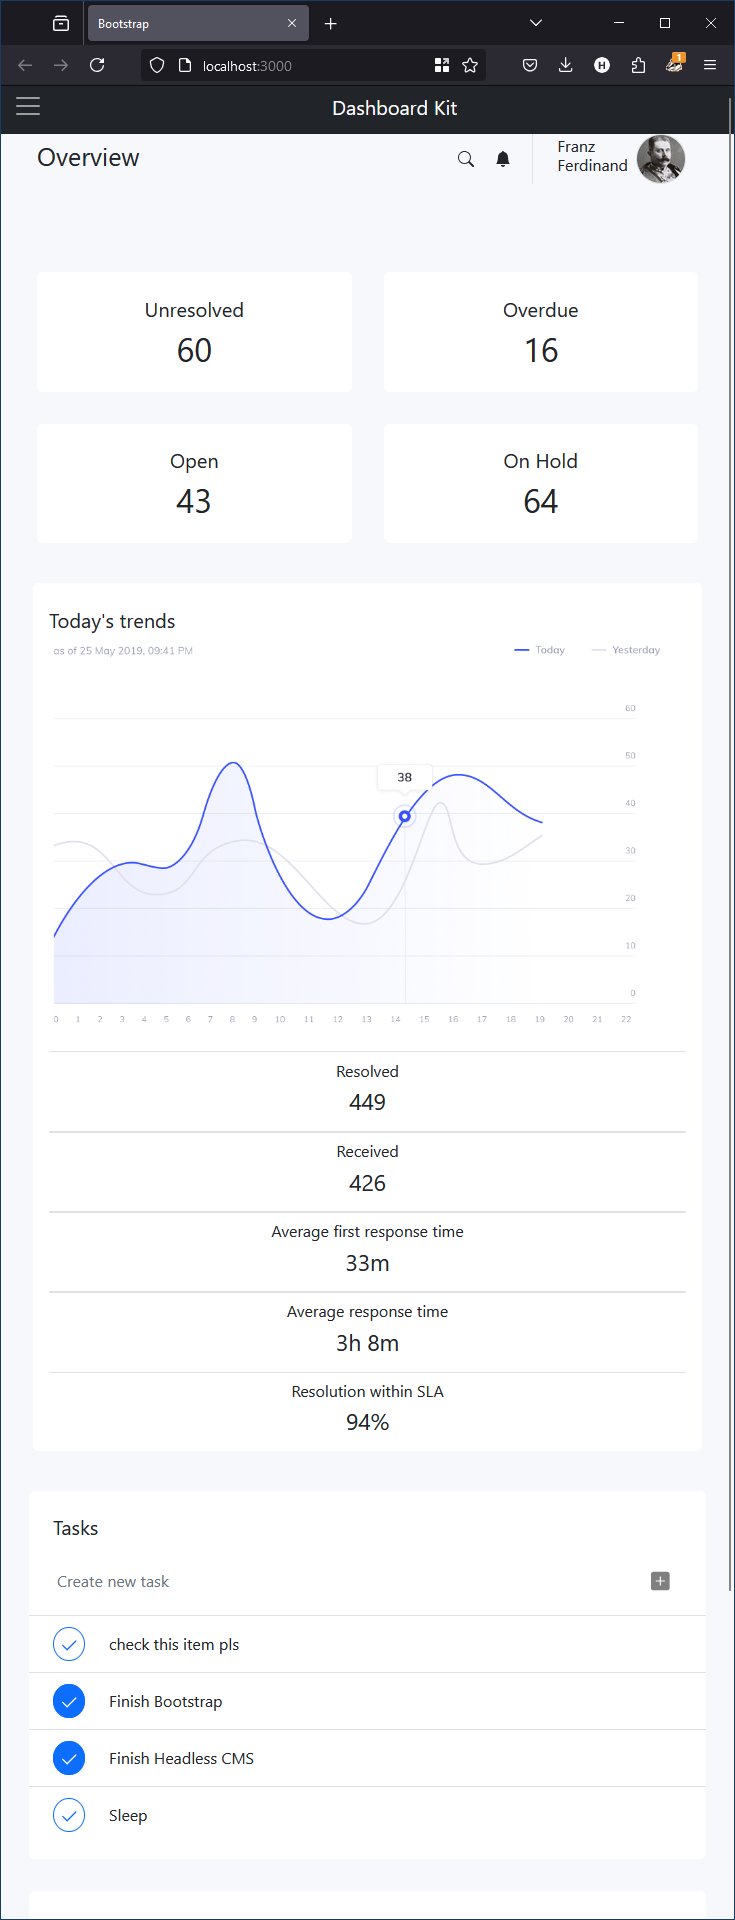 Bootstrap
localhost:3000
H
1
Dashboard Kit
Overview
Franz
Ferdinand
Unresolved
60
Overdue
16
Open
43
On Hold
64
Today's trends
as of 25 May 2019, 09:41 PM
Today
Yesterday
60
50
38
40
30
20
10
0
0 1 2 3 4 5 6 7 8 9 10 11 12 13 14 15 16 17 18 19 20 21 22
Resolved
449
Received
426
Average first response time
33m
Average response time
3h 8m
Resolution within SLA
94%
Tasks
Create new task
check this item pls
Finish Bootstrap
Finish Headless CMS
Sleep